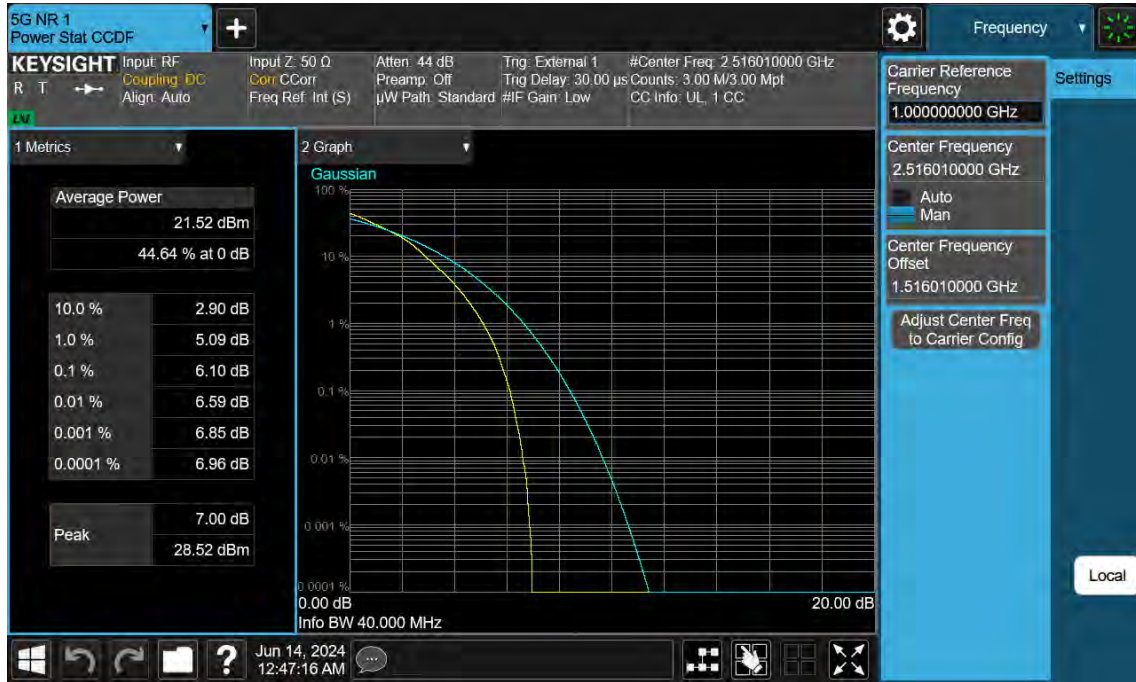 5G NR 1
Power Stat CCDF
Frequency
KEYSIGHT
R T
LXI
Input: RF
Coupling: DC
Align: Auto
Input Z: 50 Ω
Corr CCorr
Freq Ref: Int (S)
Atten: 44 dB
Preamp: Off
µW Path: Standard
Trig: External 1
Trig Delay: 30.00 µs
#IF Gain: Low
#Center Freq: 2.516010000 GHz
Counts: 3.00 M/3.00 Mpt
CC Info: UL, 1 CC
1 Metrics
Average Power
21.52 dBm
44.64 % at 0 dB
10.0 % 2.90 dB
1.0 % 5.09 dB
0.1 % 6.10 dB
0.01 % 6.59 dB
0.001 % 6.85 dB
0.0001 % 6.96 dB
Peak
7.00 dB
28.52 dBm
2 Graph
Gaussian
100 %
10 %
1 %
0.1 %
0.01 %
0.001 %
0.0001 %
0.00 dB 20.00 dB
Info BW 40.000 MHz
Carrier Reference
Frequency
1.000000000 GHz
Center Frequency
2.516010000 GHz
Auto
Man
Center Frequency
Offset
1.516010000 GHz
Adjust Center Freq
to Carrier Config
Settings
Local
?
Jun 14, 2024
12:47:16 AM